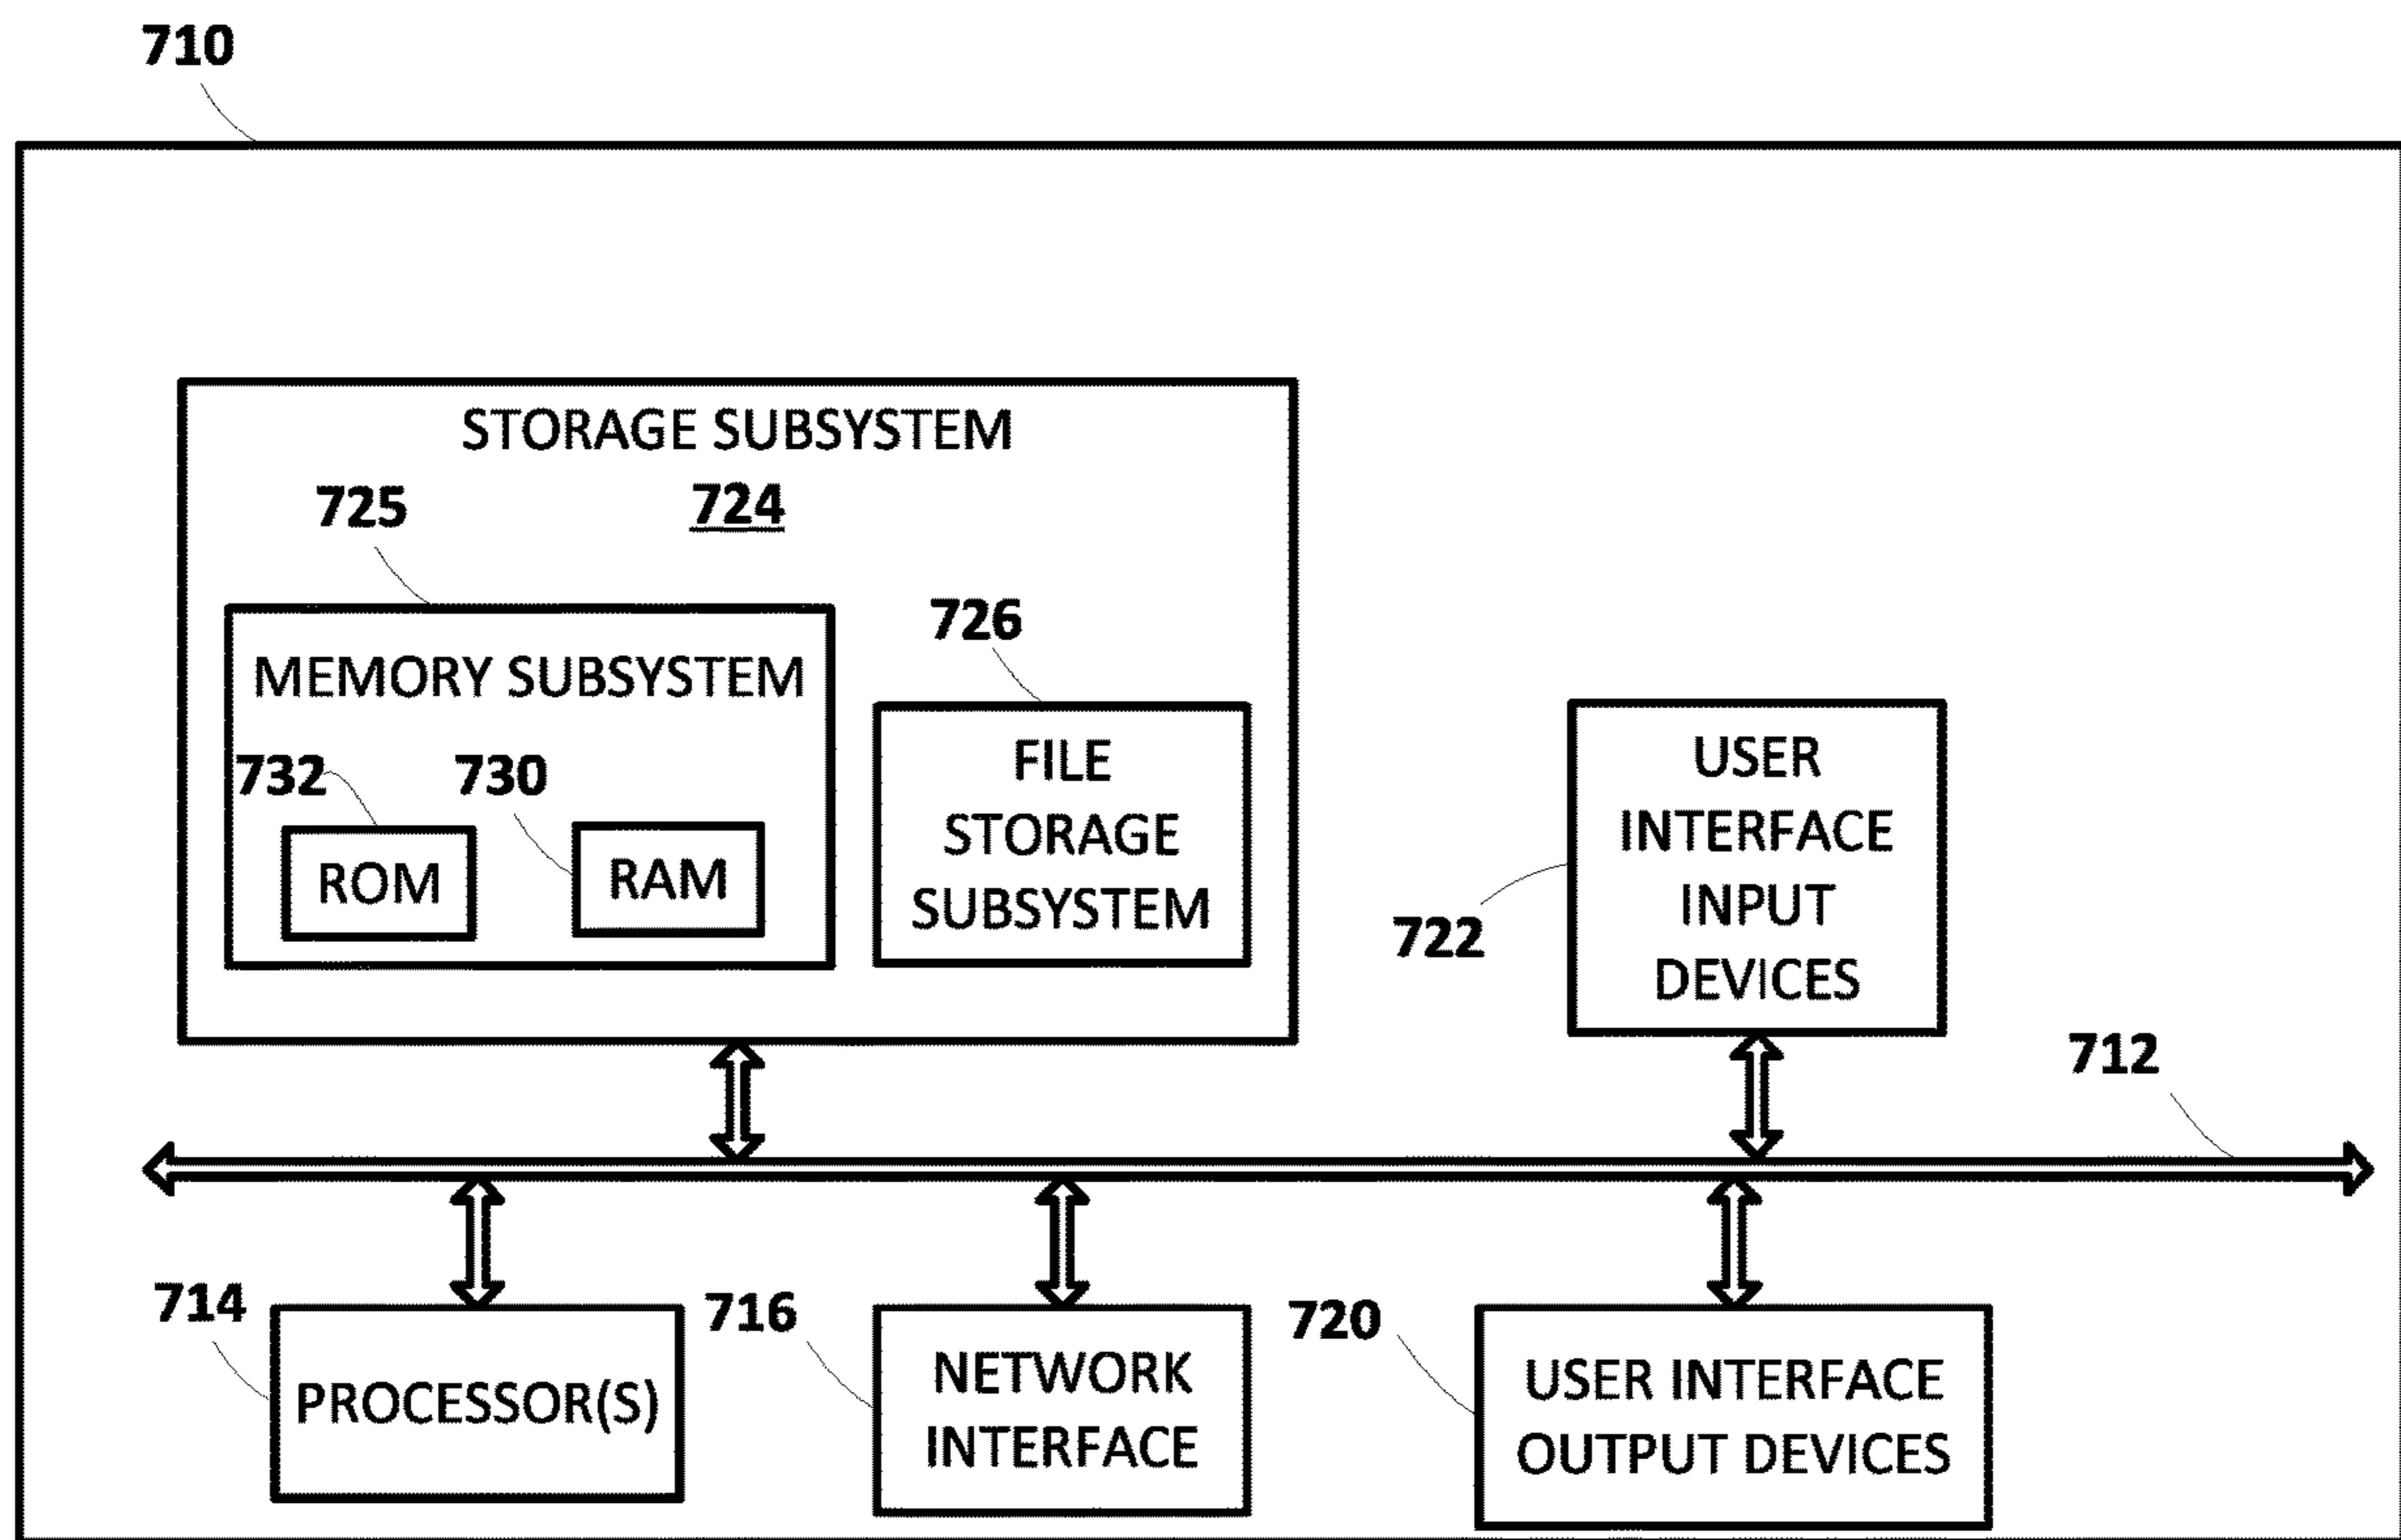 710
STORAGE SUBSYSTEM
725
724
726
MEMORY SUBSYSTEM
732
730
ROM
RAM
FILE
STORAGE
SUBSYSTEM
USER
INTERFACE
INPUT
DEVICES
722
712
714
716
720
PROCESSOR(S)
NETWORK
INTERFACE
USER INTERFACE
OUTPUT DEVICES